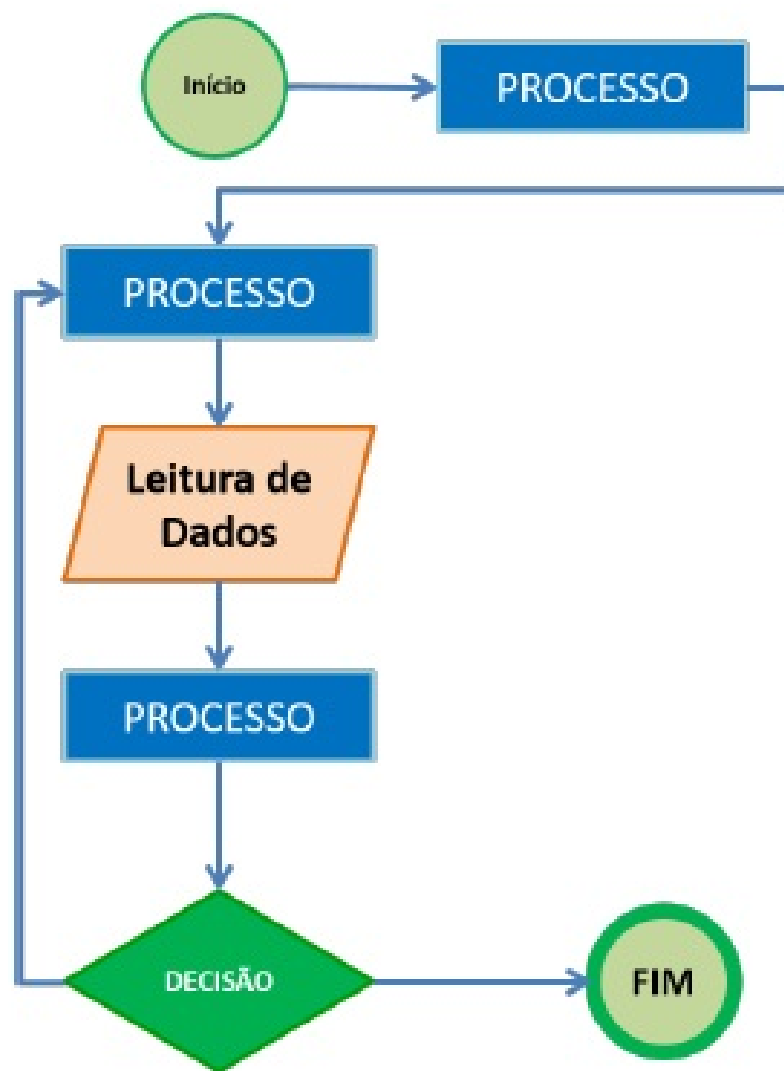 Início
PROCESSO
PROCESSO
Leitura de
Dados
PROCESSO
DECISÃO
FIM